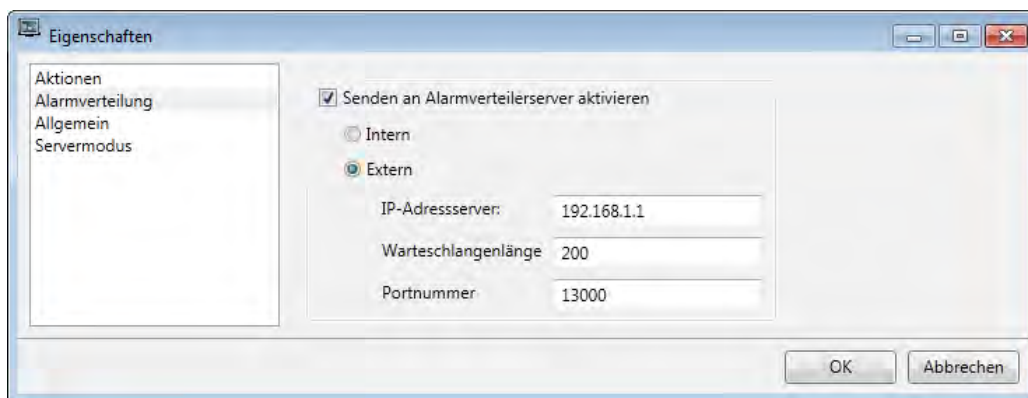 Eigenschaften
Aktionen
Alarmverteilung
Allgemein
Servermodus
Senden an Alarmverteilerserver aktivieren
Intern
Extern
IP-Adressserver: 192.168.1.1
Warteschlangenlänge 200
Portnummer 13000
OK Abbrechen